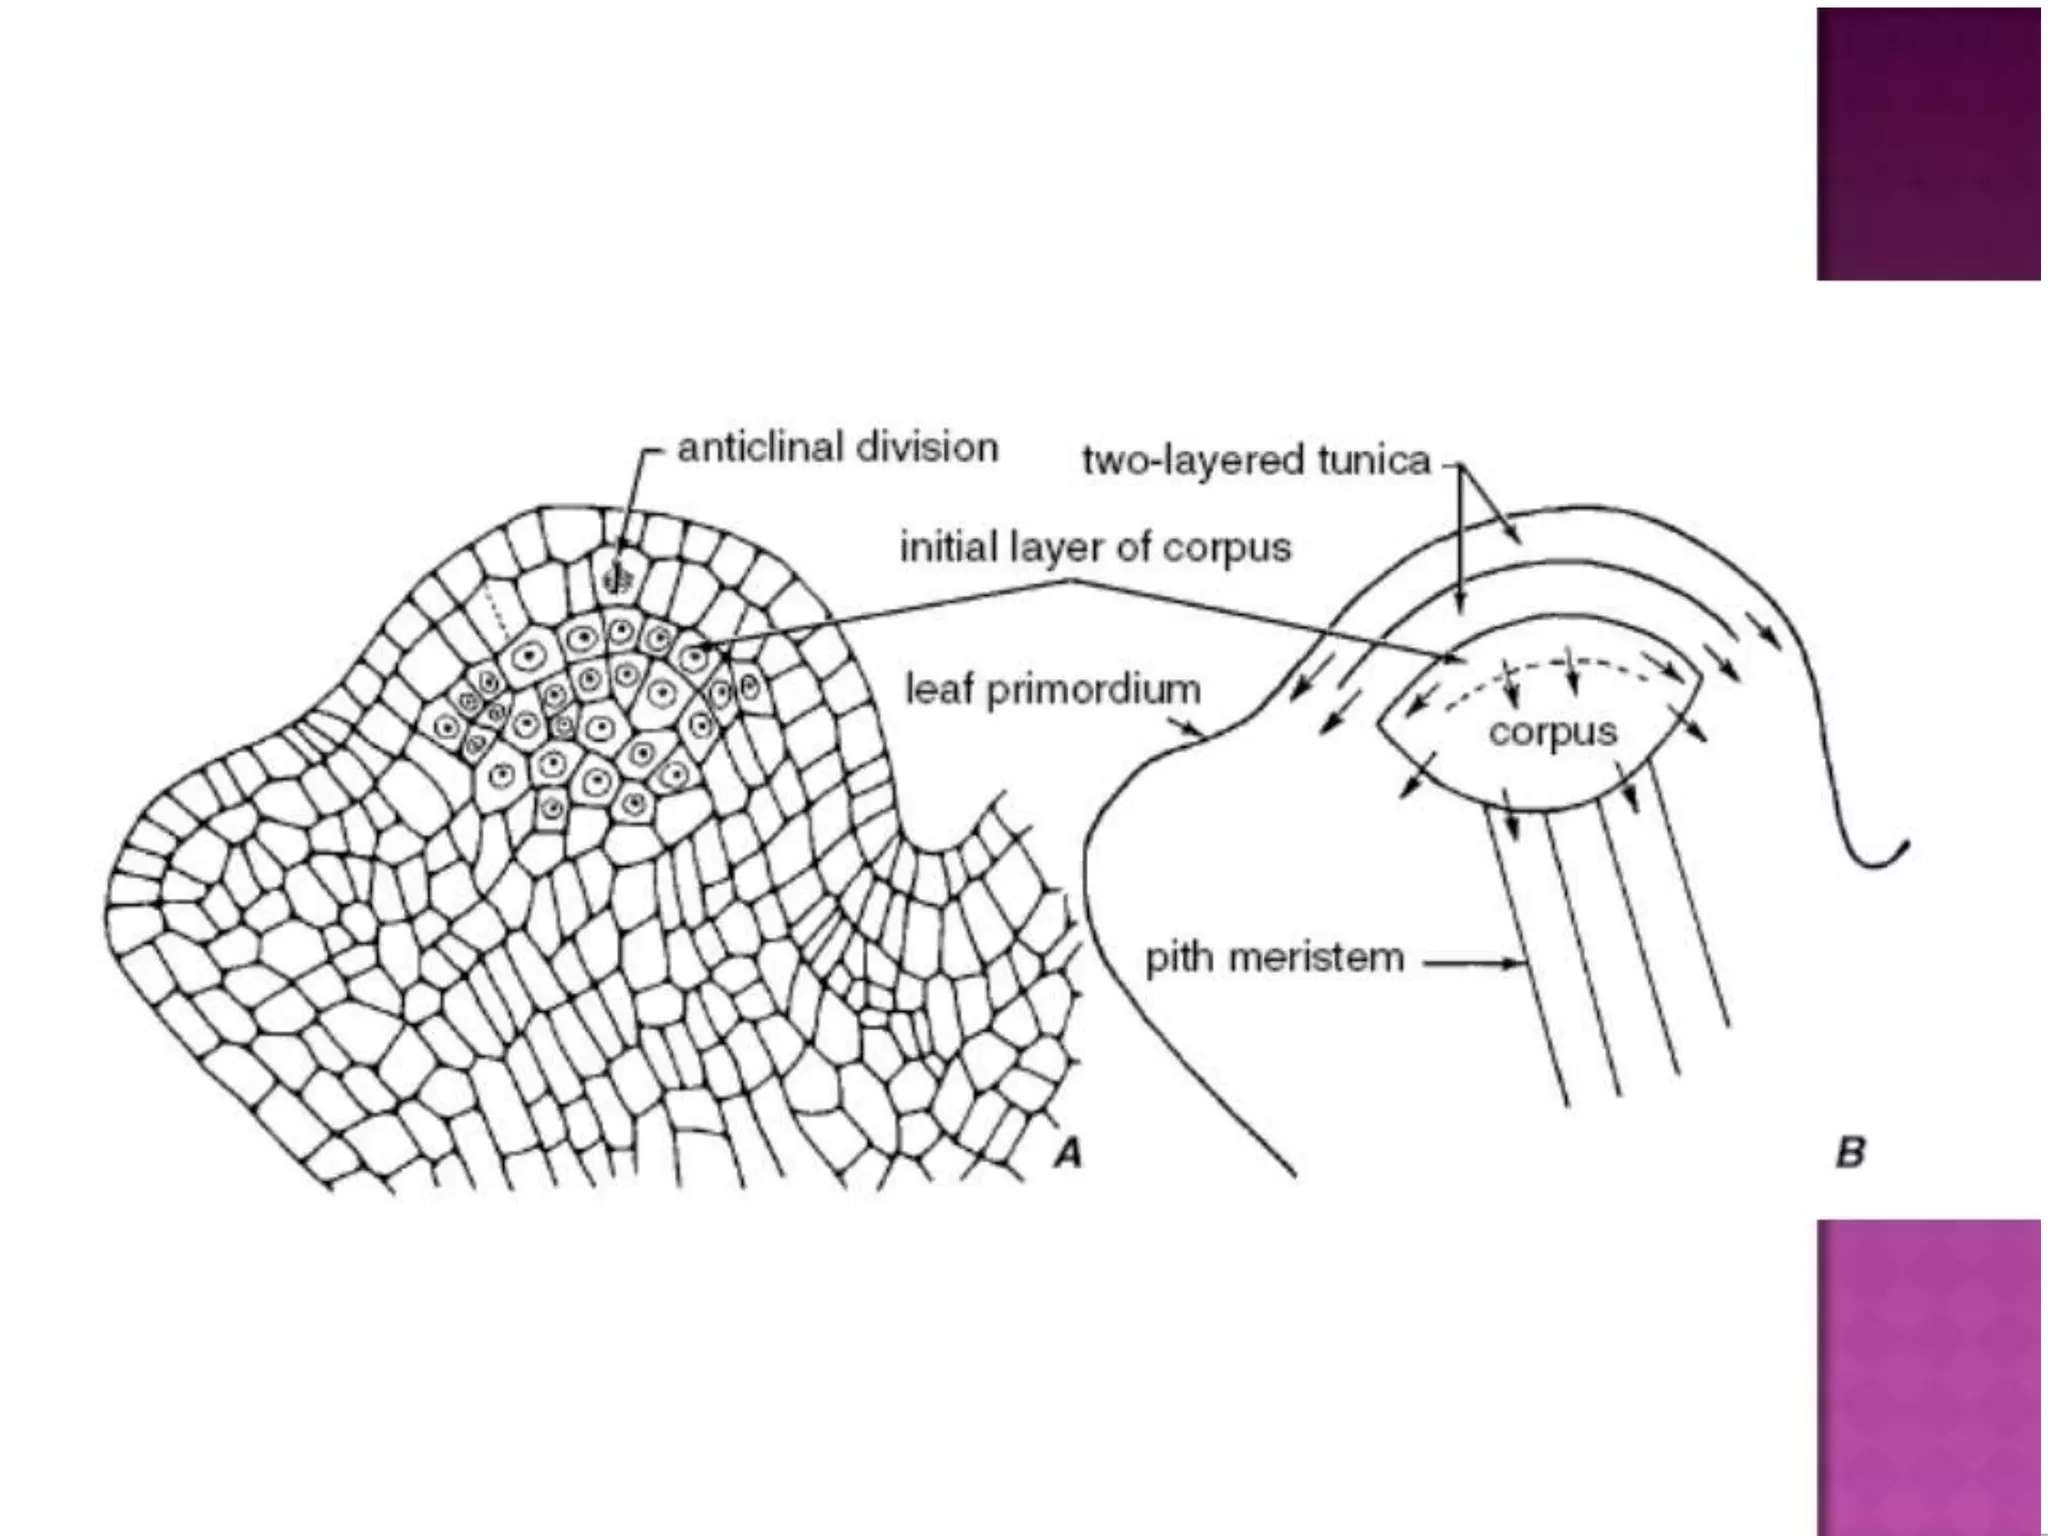 anticlinal division
two-layered tunica
initial layer of corpus
leaf primordium
corpus
pith meristem
A
B